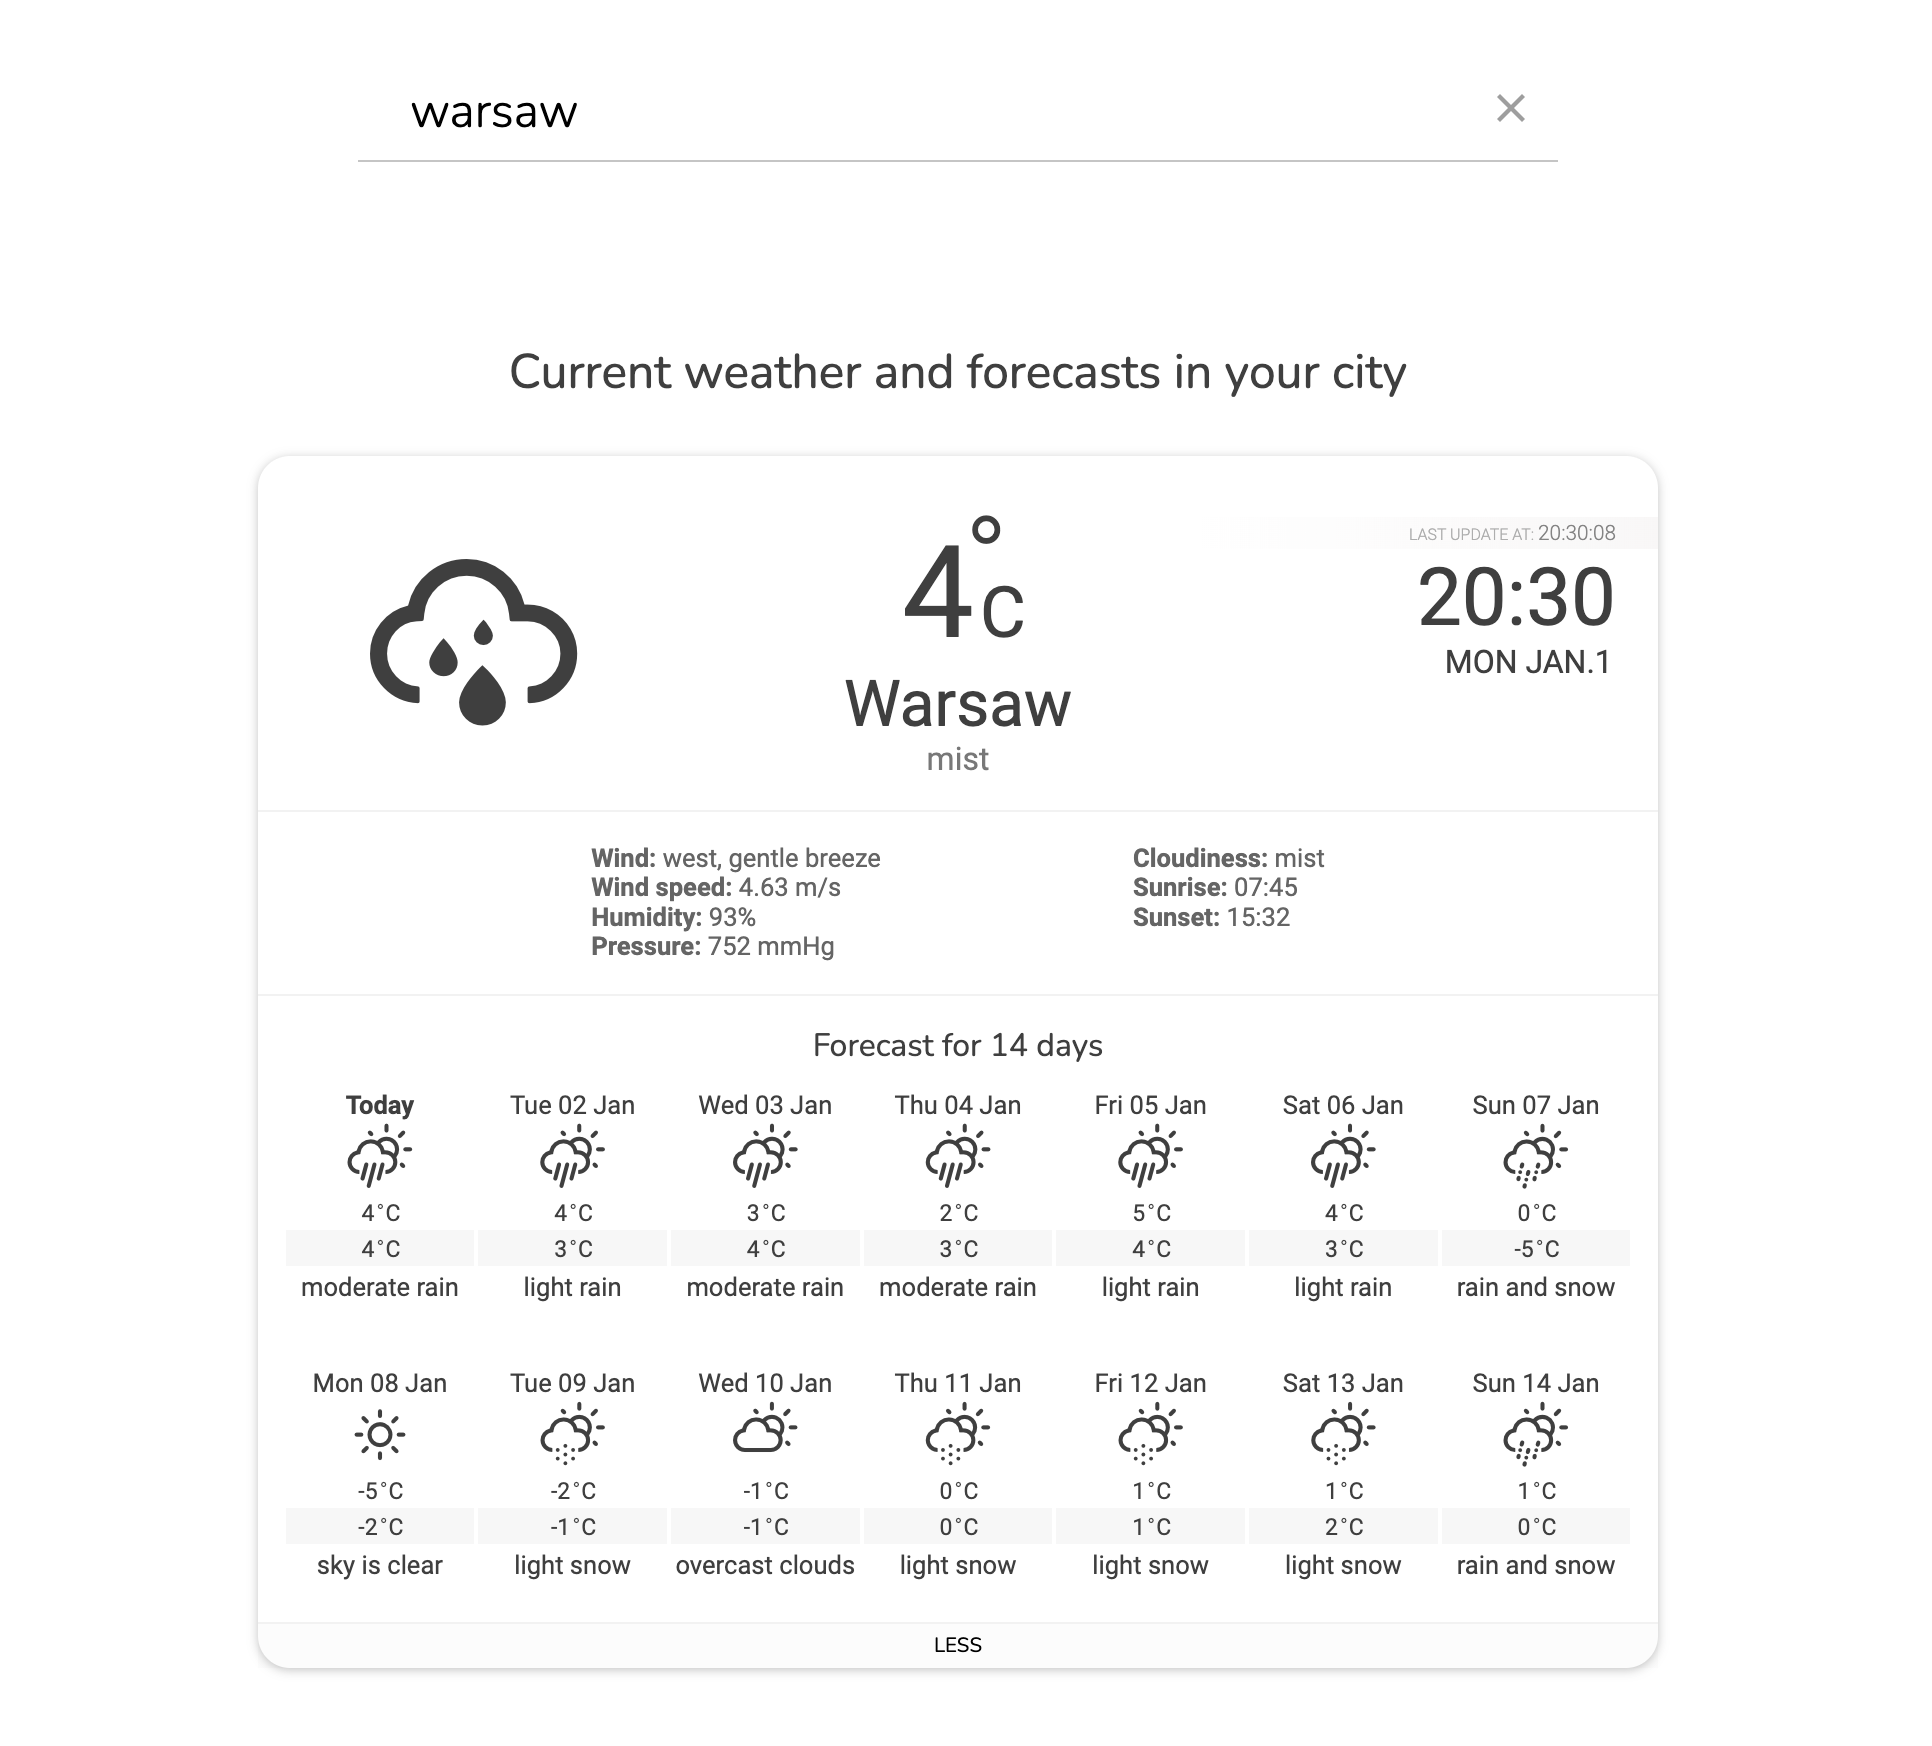 warsaw
Current weather and forecasts in your city
LAST UPDATE AT: 20:30:08
4°C
20:30
MON JAN.1
Warsaw
mist
Wind: west, gentle breeze
Wind speed: 4.63 m/s
Humidity: 93%
Pressure: 752 mmHg
Cloudiness: mist
Sunrise: 07:45
Sunset: 15:32
Forecast for 14 days
Today Tue 02 Jan Wed 03 Jan Thu 04 Jan Fri 05 Jan Sat 06 Jan Sun 07 Jan
4°C 4°C 3°C 2°C 5°C 4°C 0°C
4°C 3°C 4°C 3°C 4°C 3°C -5°C
moderate rain light rain moderate rain moderate rain light rain light rain rain and snow
Mon 08 Jan Tue 09 Jan Wed 10 Jan Thu 11 Jan Fri 12 Jan Sat 13 Jan Sun 14 Jan
-5°C -2°C -1°C 0°C 1°C 1°C 1°C
-2°C -1°C -1°C 0°C 1°C 2°C 0°C
sky is clear light snow overcast clouds light snow light snow light snow rain and snow
LESS